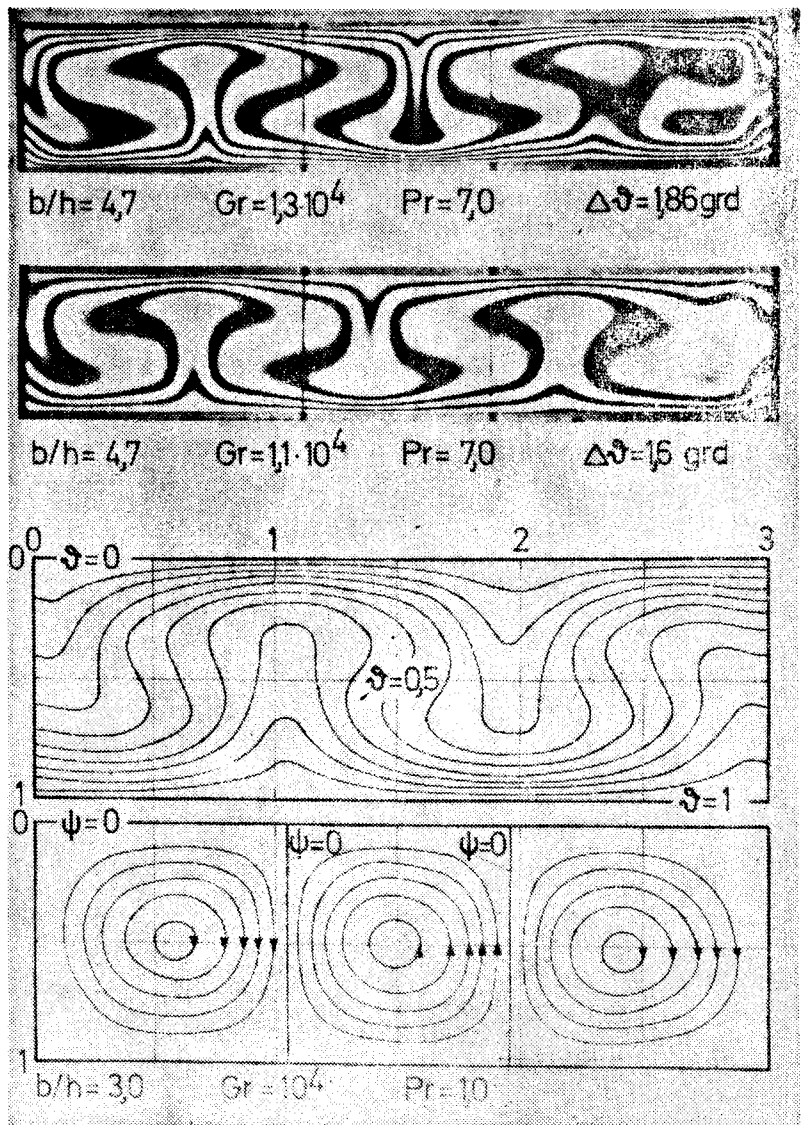 b/h = 4,7 Gr = 1,3·10⁴ Pr = 7,0 Δϑ = 1,86 grd
b/h = 4,7 Gr = 1,1·10⁴ Pr = 7,0 Δϑ = 1,6 grd
0 1 2 3
0 ϑ=0
ϑ=0,5
1 ϑ=1
0 ψ=0 ψ=0 ψ=0
1
b/h = 3,0 Gr = 10⁴ Pr = 1,0